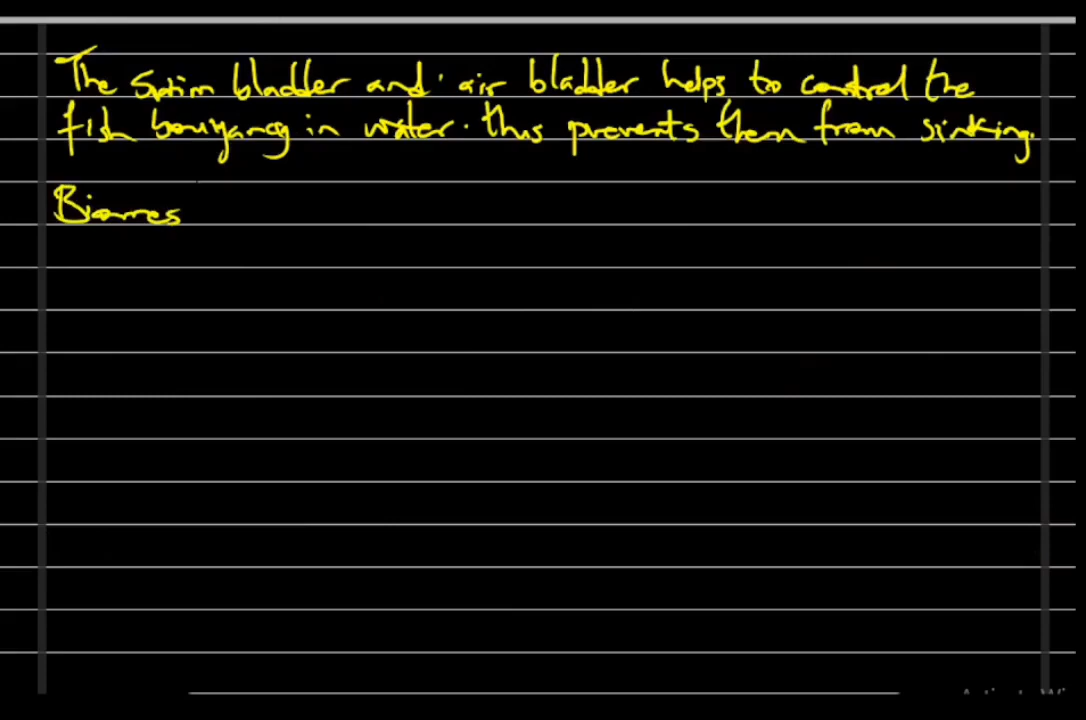 The Swim bladder and air bladder helps to control the
fish bouyancy in water. thus prevents them from sinking.
Biomes